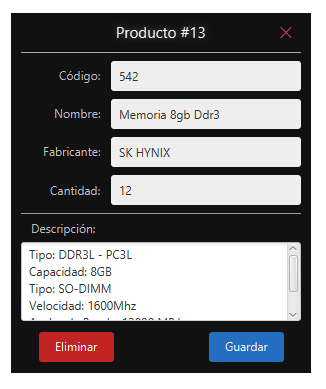 Producto #13
Código: 542
Nombre: Memoria 8gb Ddr3
Fabricante: SK HYNIX
Cantidad: 12
Descripción:
Tipo: DDR3L - PC3L
Capacidad: 8GB
Tipo: SO-DIMM
Velocidad: 1600Mhz
Eliminar Guardar